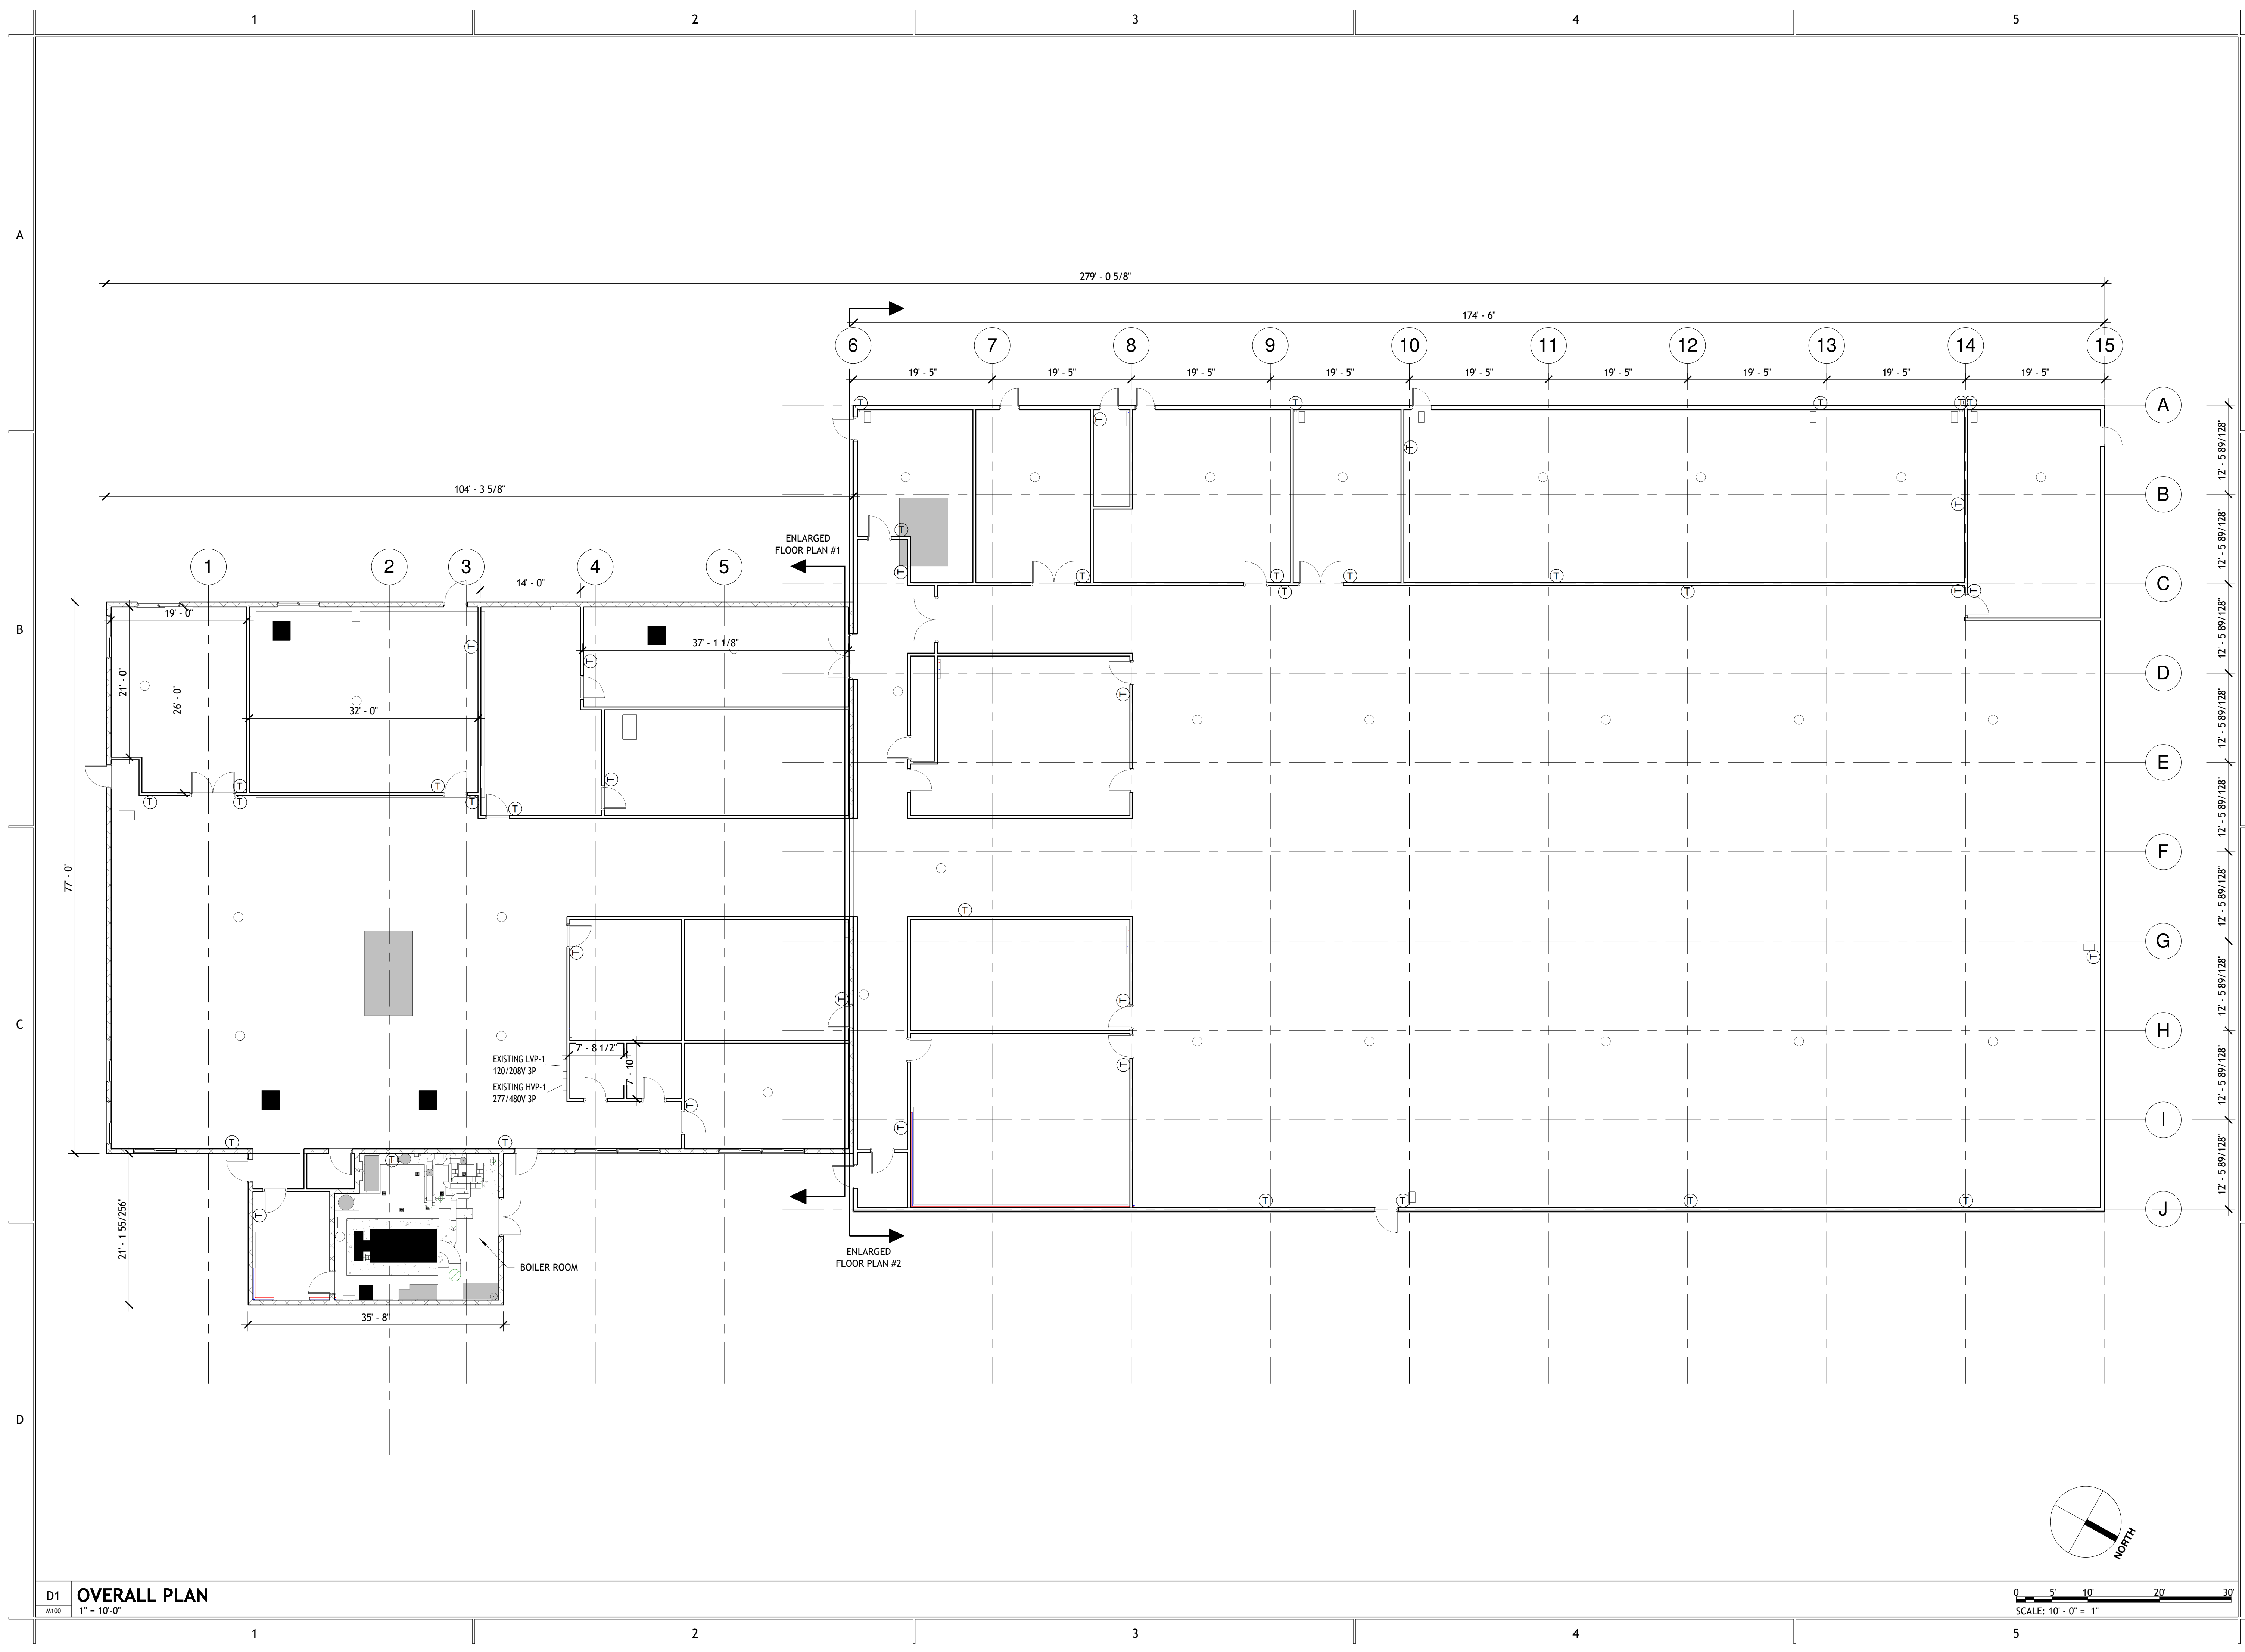 1 2 3 4 5
A
279' - 0 5/8"
174' - 6"
6 7 8 9 10 11 12 13 14 15
19' - 5" 19' - 5" 19' - 5" 19' - 5" 19' - 5" 19' - 5" 19' - 5" 19' - 5" 19' - 5"
A
T T T T T
T
T
12' - 5 89/128"
104' - 3 5/8"
B
T
T
12' - 5 89/128"
ENLARGED
FLOOR PLAN #1
1 2 3 4 5
14' - 0"
T
T T T T
T T T T
C
B
19' - 0"
12' - 5 89/128"
37' - 1 1/8"
T
T
21' - 0"
26' - 0"
32' - 0"
T
D
12' - 5 89/128"
E
T
T T
T T T
T
12' - 5 89/128"
F
77' - 0"
12' - 5 89/128"
T
G
T
T
12' - 5 89/128"
C
T
T
H
7' - 8 1/2"
7' - 10"
EXISTING LVP-1
120/208V 3P
EXISTING HVP-1
277/480V 3P
T
T
12' - 5 89/128"
I
T
T T
T
12' - 5 89/128"
T
T T T T
J
21' - 1 55/256"
BOILER ROOM
ENLARGED
FLOOR PLAN #2
35' - 8"
D
NORTH
D1
M100
OVERALL PLAN
1" = 10'-0"
0 5' 10' 20' 30'
SCALE: 10' - 0" = 1"
1 2 3 4 5